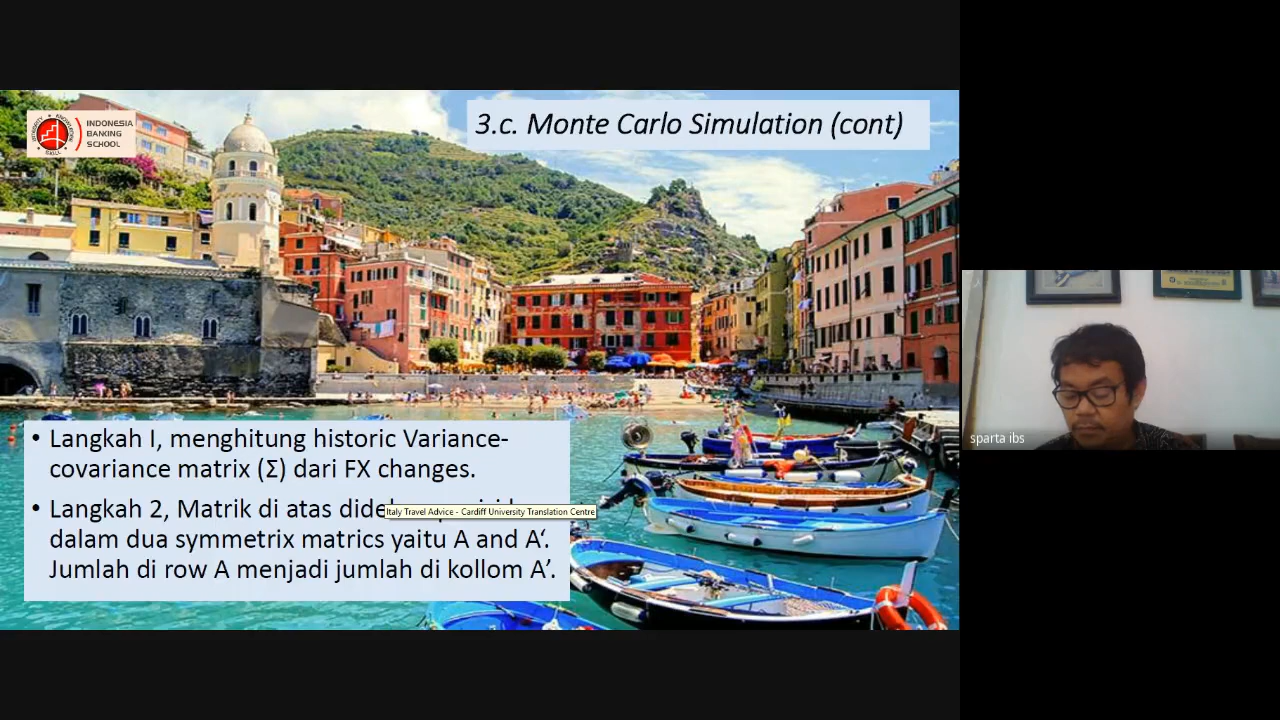 INDONESIA
BANKING
SCHOOL
3.c. Monte Carlo Simulation (cont)
• Langkah I, menghitung historic Variance-
covariance matrix (Σ) dari FX changes.
• Langkah 2, Matrik di atas
Italy Travel Advice - Cardiff University Translation Centre
dalam dua symmetrix matrics yaitu A and A‘.
Jumlah di row A menjadi jumlah di kollom A’.
sparta ibs